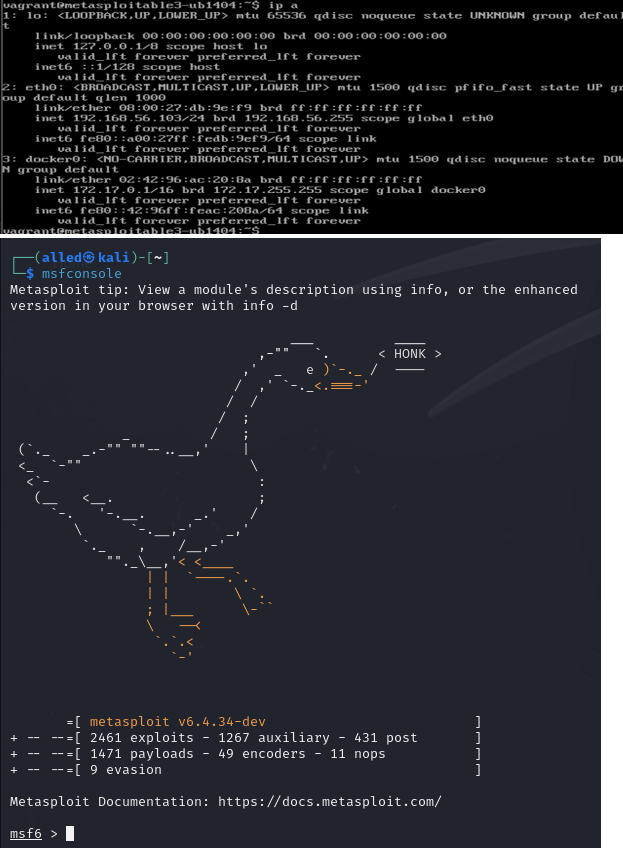 vagrant@metasploitable3-ub1404:~$ ip a
1: lo: <LOOPBACK,UP,LOWER_UP> mtu 65536 qdisc noqueue state UNKNOWN group defaul
t
    link/loopback 00:00:00:00:00:00 brd 00:00:00:00:00:00
    inet 127.0.0.1/8 scope host lo
       valid_lft forever preferred_lft forever
    inet6 ::1/128 scope host
       valid_lft forever preferred_lft forever
2: eth0: <BROADCAST,MULTICAST,UP,LOWER_UP> mtu 1500 qdisc pfifo_fast state UP gr
oup default qlen 1000
    link/ether 08:00:27:db:9e:f9 brd ff:ff:ff:ff:ff:ff
    inet 192.168.56.103/24 brd 192.168.56.255 scope global eth0
       valid_lft forever preferred_lft forever
    inet6 fe80::a00:27ff:fedb:9ef9/64 scope link
       valid_lft forever preferred_lft forever
3: docker0: <NO-CARRIER,BROADCAST,MULTICAST,UP> mtu 1500 qdisc noqueue state DOW
N group default
    link/ether 02:42:96:ac:20:8a brd ff:ff:ff:ff:ff:ff
    inet 172.17.0.1/16 brd 172.17.255.255 scope global docker0
       valid_lft forever preferred_lft forever
    inet6 fe80::42:96ff:feac:208a/64 scope link
       valid_lft forever preferred_lft forever
vagrant@metasploitable3-ub1404:~$
(alled㉿kali)-[~]
$ msfconsole
Metasploit tip: View a module's description using info, or the enhanced
version in your browser with info -d
< HONK >
=[ metasploit v6.4.34-dev ]
+ -- --=[ 2461 exploits - 1267 auxiliary - 431 post ]
+ -- --=[ 1471 payloads - 49 encoders - 11 nops ]
+ -- --=[ 9 evasion ]
Metasploit Documentation: https://docs.metasploit.com/
msf6 >